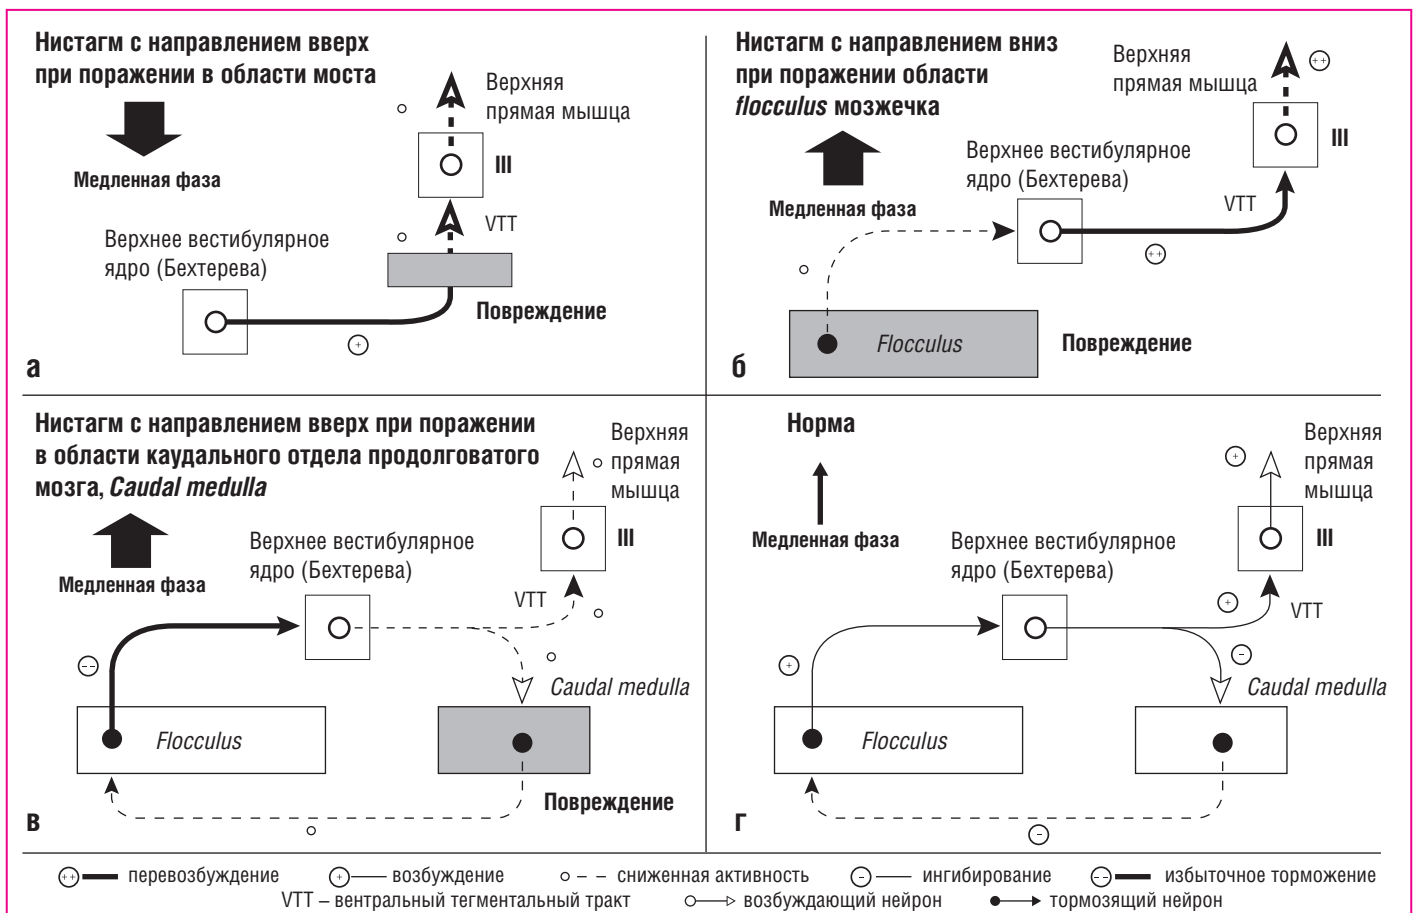 Нистагм с направлением вверх
при поражении в области моста
Медленная фаза
Верхняя
прямая мышца
III
VTT
Верхнее вестибулярное
ядро (Бехтерева)
Повреждение
+
а
Нистагм с направлением вниз
при поражении области
flocculus мозжечка
Медленная фаза
Верхняя
прямая мышца
++
III
Верхнее вестибулярное
ядро (Бехтерева)
VTT
++
Flocculus
Повреждение
б
Нистагм с направлением вверх при поражении
в области каудального отдела продолговатого
мозга, Caudal medulla
Медленная фаза
Верхняя
прямая
мышца
III
Верхнее вестибулярное
ядро (Бехтерева)
VTT
--
Caudal medulla
Flocculus
Повреждение
в
Норма
Медленная фаза
Верхняя
прямая
мышца
+
III
Верхнее вестибулярное
ядро (Бехтерева)
+
VTT
-
+
Caudal medulla
Flocculus
-
г
++ перевозбуждение + возбуждение сниженная активность - ингибирование -- избыточное торможение
VTT – вентральный тегментальный тракт возбуждающий нейрон тормозящий нейрон